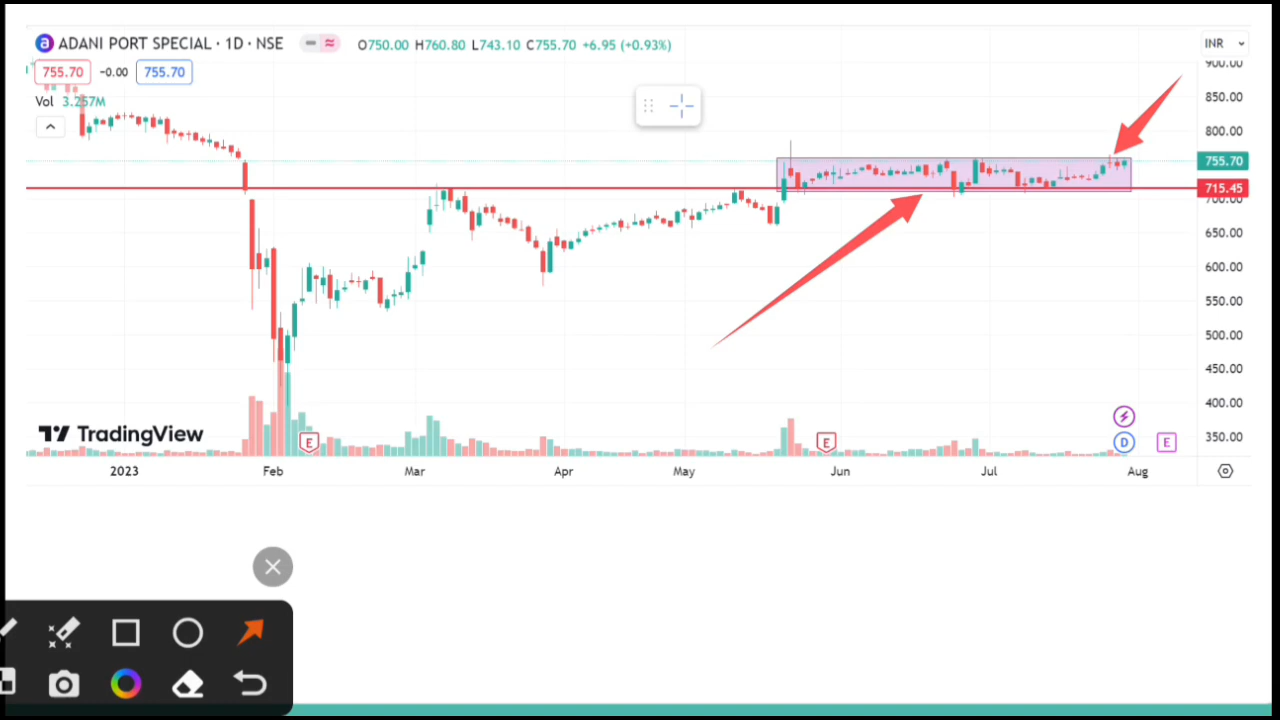 ADANI PORT SPECIAL · 1D · NSE
O750.00 H760.80 L743.10 C755.70 +6.95 (+0.93%)
INR
755.70 −0.00 755.70
Vol 3.257M
900.00
850.00
800.00
755.70
715.45
700.00
650.00
600.00
550.00
500.00
450.00
400.00
350.00
TradingView
E
E
D
E
2023 Feb Mar Apr May Jun Jul Aug